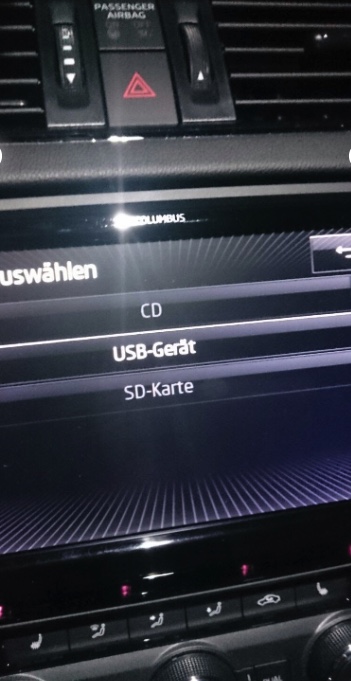 PASSENGER
AIRBAG
COLUMBUS
uswählen
CD
USB-Gerät
SD-Karte